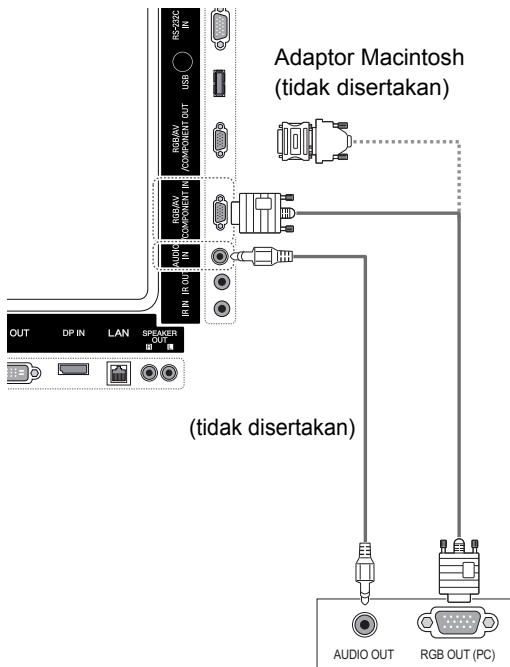 RS-232C
IN
USB
RGB/AV
/COMPONENT OUT
RGB/AV
/COMPONENT IN
AUDIO
IN
IR OUT
IR IN
Adaptor Macintosh
(tidak disertakan)
OUT
DP IN
LAN
SPEAKER
OUT
R
L
(tidak disertakan)
AUDIO OUT
RGB OUT (PC)